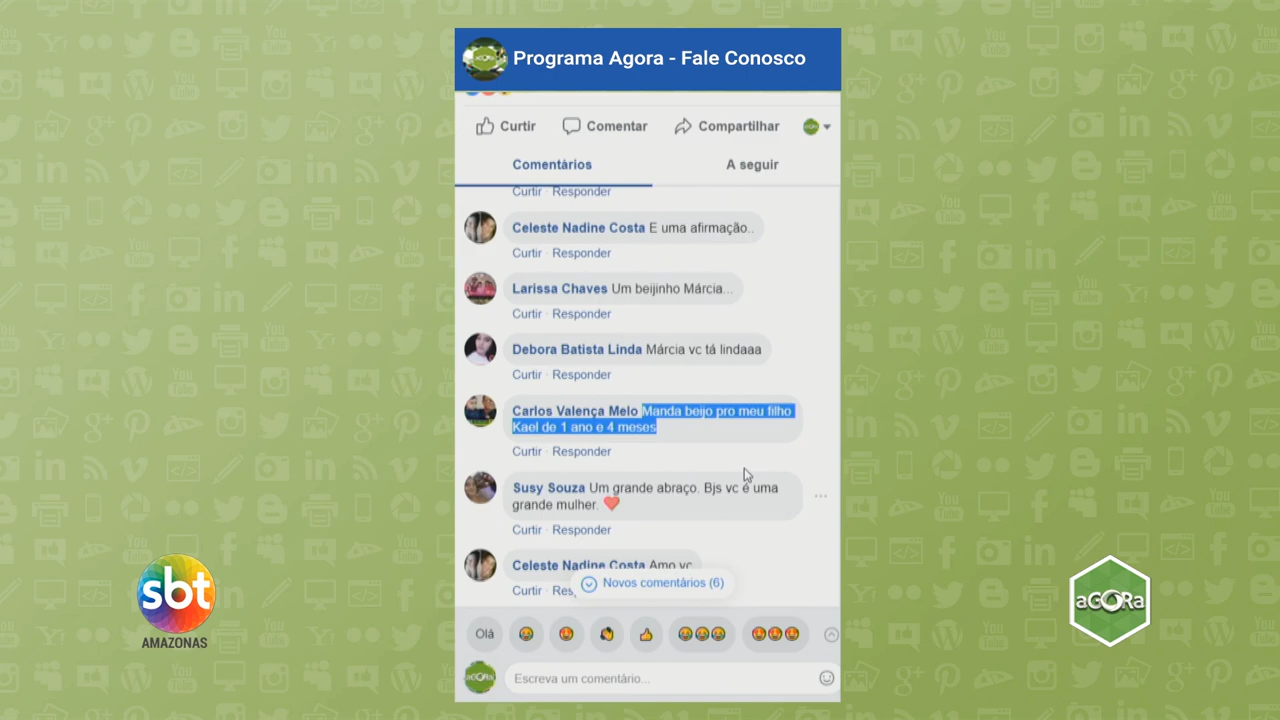 Programa Agora - Fale Conosco
Curtir Comentar Compartilhar
Comentários A seguir
Curtir · Responder
Celeste Nadine Costa E uma afirmação..
Curtir · Responder
Larissa Chaves Um beijinho Márcia...
Curtir · Responder
Debora Batista Linda Márcia vc tá lindaaa
Curtir · Responder
Carlos Valença Melo Manda beijo pro meu filho
Kael de 1 ano e 4 meses
Curtir · Responder
Susy Souza Um grande abraço. Bjs vc é uma
grande mulher.
Curtir · Responder
Celeste Nadine Costa Amo vc
Curtir · Res
Novos comentários (6)
Olá
Escreva um comentário...
sbt
AMAZONAS
aGORa